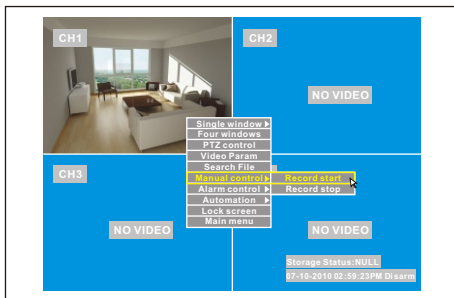 CH1
CH2
NO VIDEO
Single window
Four windows
PTZ control
Video Param
Search File
CH3
Manual control
Record start
Alarm control
Record stop
Automation
Lock screen
Main menu
NO VIDEO
NO VIDEO
Storage Status:NULL
07-10-2010 02:59:23PM Disarm